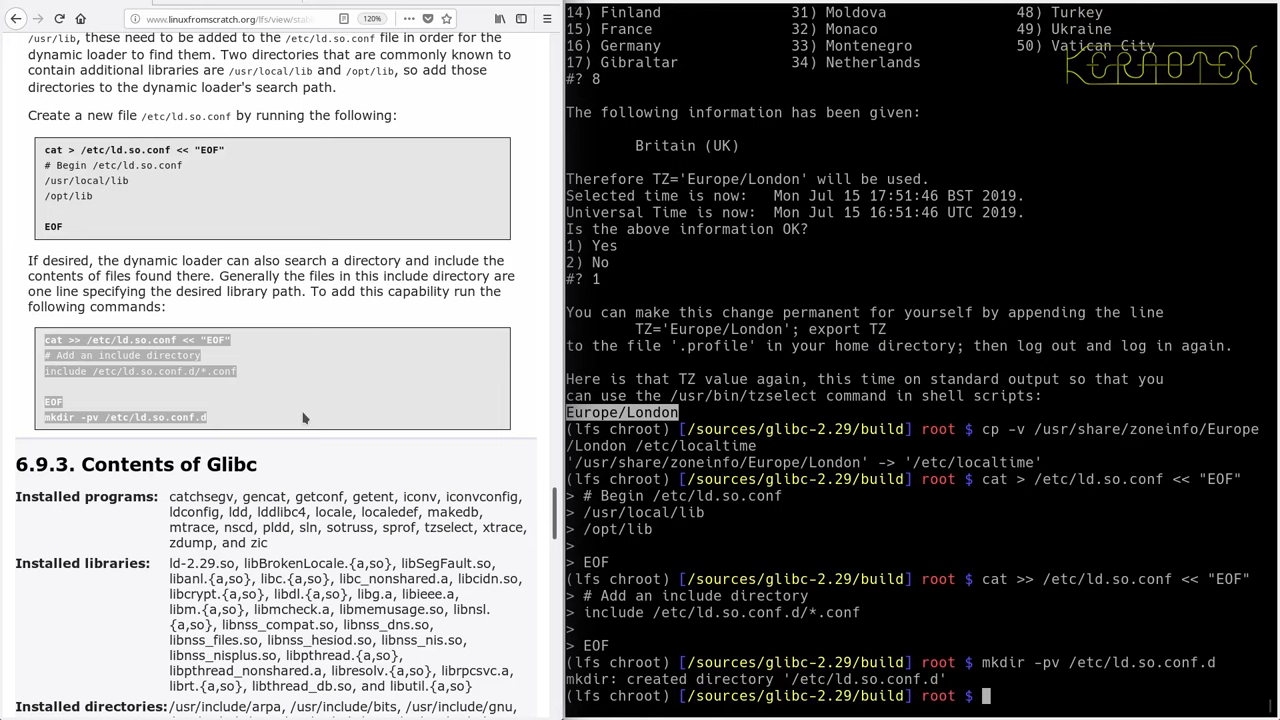 www.linuxfromscratch.org/lfs/view/stab
120%
/usr/lib, these need to be added to the /etc/ld.so.conf file in order for the
dynamic loader to find them. Two directories that are commonly known to
contain additional libraries are /usr/local/lib and /opt/lib, so add those
directories to the dynamic loader's search path.
Create a new file /etc/ld.so.conf by running the following:
cat > /etc/ld.so.conf << "EOF"
# Begin /etc/ld.so.conf
/usr/local/lib
/opt/lib
EOF
If desired, the dynamic loader can also search a directory and include the
contents of files found there. Generally the files in this include directory are
one line specifying the desired library path. To add this capability run the
following commands:
cat >> /etc/ld.so.conf << "EOF"
# Add an include directory
include /etc/ld.so.conf.d/*.conf
EOF
mkdir -pv /etc/ld.so.conf.d
6.9.3. Contents of Glibc
Installed programs: catchsegv, gencat, getconf, getent, iconv, iconvconfig,
ldconfig, ldd, lddlibc4, locale, localedef, makedb,
mtrace, nscd, pldd, sln, sotruss, sprof, tzselect, xtrace,
zdump, and zic
Installed libraries: ld-2.29.so, libBrokenLocale.{a,so}, libSegFault.so,
libanl.{a,so}, libc.{a,so}, libc_nonshared.a, libcidn.so,
libcrypt.{a,so}, libdl.{a,so}, libg.a, libieee.a,
libm.{a,so}, libmcheck.a, libmemusage.so, libnsl.
{a,so}, libnss_compat.so, libnss_dns.so,
libnss_files.so, libnss_hesiod.so, libnss_nis.so,
libnss_nisplus.so, libpthread.{a,so},
libpthread_nonshared.a, libresolv.{a,so}, librpcsvc.a,
librt.{a,so}, libthread_db.so, and libutil.{a,so}
Installed directories: /usr/include/arpa, /usr/include/bits, /usr/include/gnu,
14) Finland 31) Moldova 48) Turkey
15) France 32) Monaco 49) Ukraine
16) Germany 33) Montenegro 50) Vatican City
17) Gibraltar 34) Netherlands
#? 8
The following information has been given:
Britain (UK)
Therefore TZ='Europe/London' will be used.
Selected time is now: Mon Jul 15 17:51:46 BST 2019.
Universal Time is now: Mon Jul 15 16:51:46 UTC 2019.
Is the above information OK?
1) Yes
2) No
#? 1
You can make this change permanent for yourself by appending the line
TZ='Europe/London'; export TZ
to the file '.profile' in your home directory; then log out and log in again.
Here is that TZ value again, this time on standard output so that you
can use the /usr/bin/tzselect command in shell scripts:
Europe/London
(lfs chroot) [/sources/glibc-2.29/build] root $ cp -v /usr/share/zoneinfo/Europe
/London /etc/localtime
'/usr/share/zoneinfo/Europe/London' -> '/etc/localtime'
(lfs chroot) [/sources/glibc-2.29/build] root $ cat > /etc/ld.so.conf << "EOF"
> # Begin /etc/ld.so.conf
> /usr/local/lib
> /opt/lib
>
> EOF
(lfs chroot) [/sources/glibc-2.29/build] root $ cat >> /etc/ld.so.conf << "EOF"
> # Add an include directory
> include /etc/ld.so.conf.d/*.conf
>
> EOF
(lfs chroot) [/sources/glibc-2.29/build] root $ mkdir -pv /etc/ld.so.conf.d
mkdir: created directory '/etc/ld.so.conf.d'
(lfs chroot) [/sources/glibc-2.29/build] root $
KERNOTEX